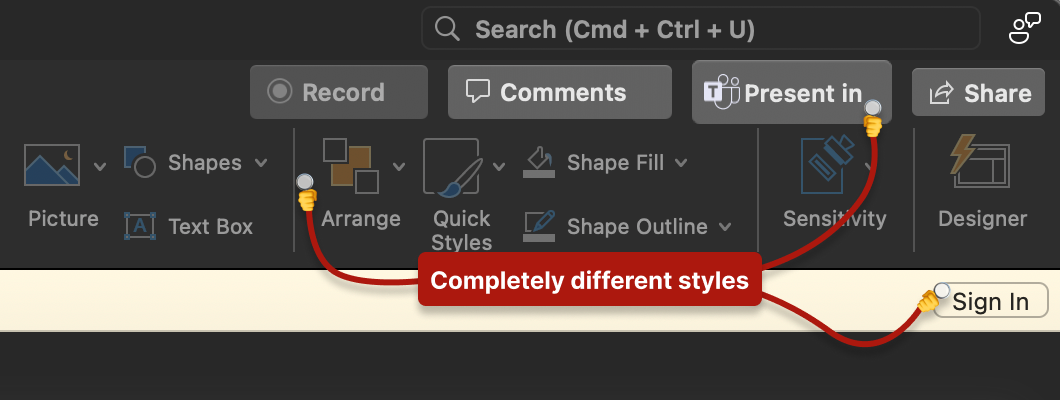 Search (Cmd + Ctrl + U)
Record
Comments
T
Present in
Share
Picture
Shapes
A
Text Box
Arrange
Quick
Styles
Shape Fill
Shape Outline
Sensitivity
Designer
Completely different styles
Sign In